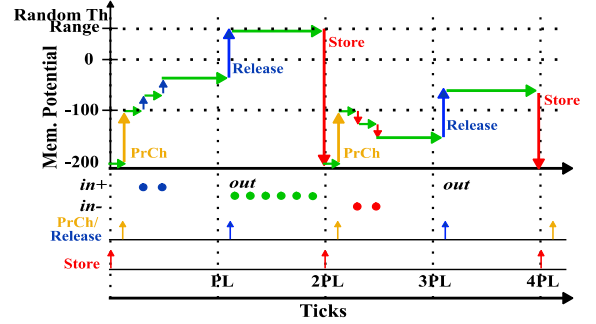 Random Th.
Range
0
-100
-200
Mem. Potential
PrCh
Release
Store
PrCh
Release
Store
in+
out
out
in-
PrCh/
Release
Store
PL
2PL
3PL
4PL
Ticks